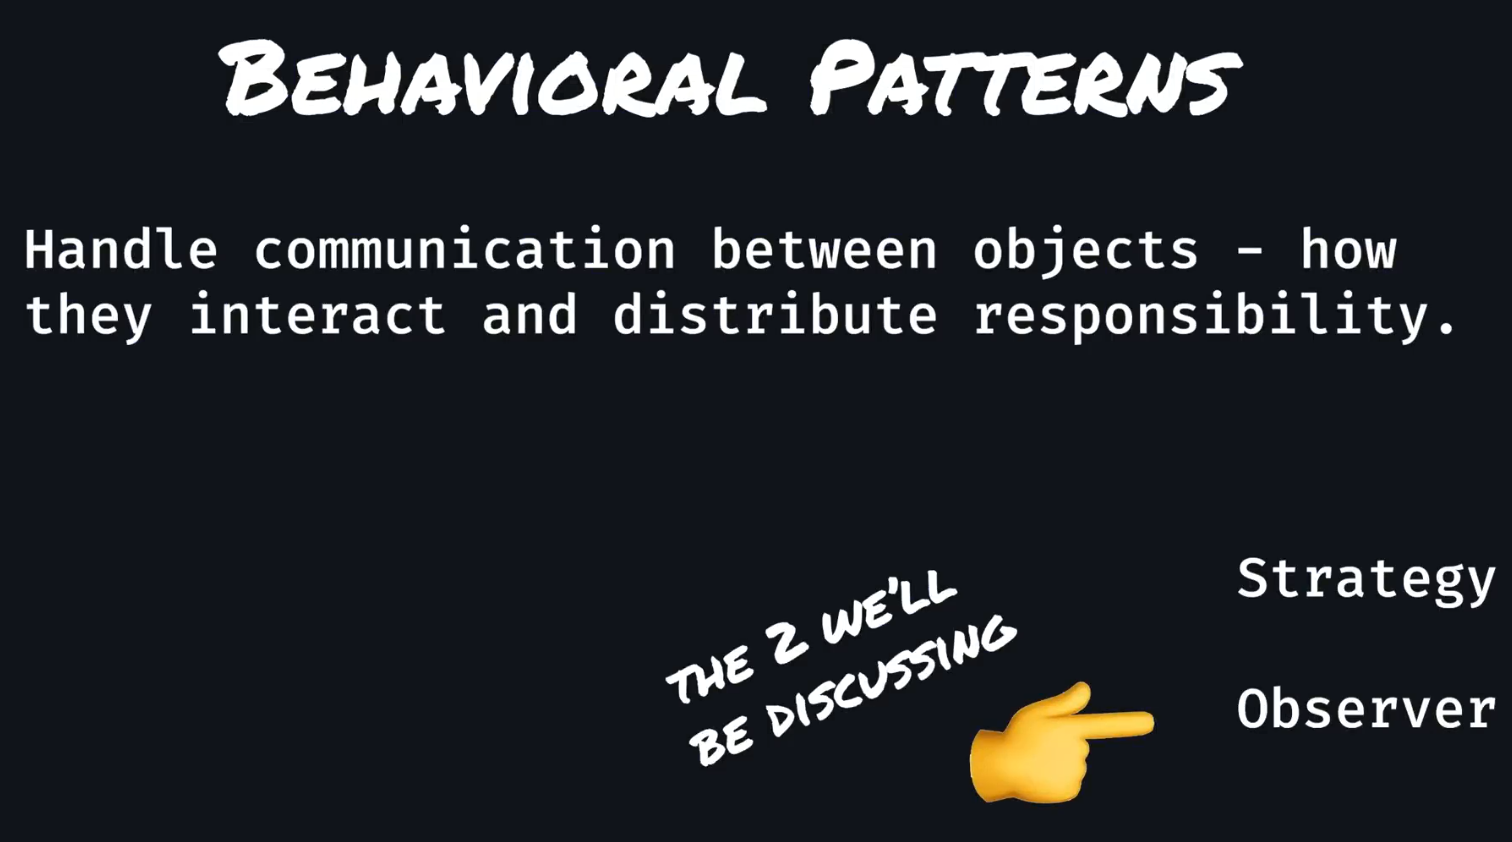 BEHAVIORAL PATTERNS
Handle communication between objects – how
they interact and distribute responsibility.
THE 2 WE'LL
BE DISCUSSING
Strategy
Observer